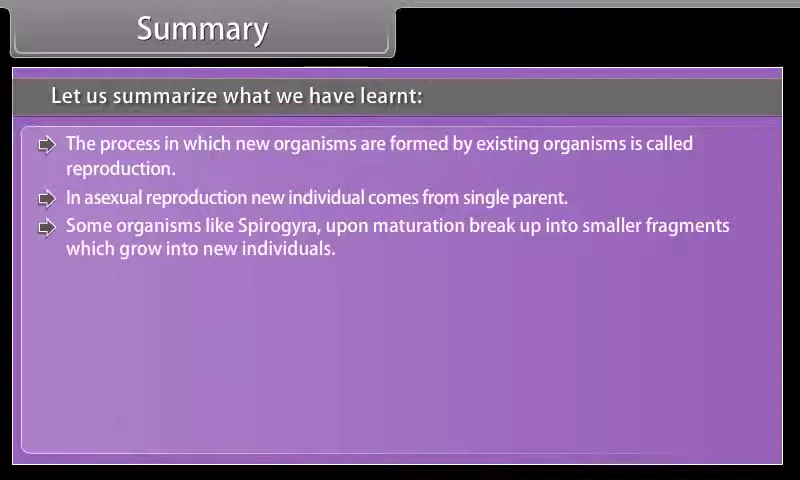 Summary
Let us summarize what we have learnt:
The process in which new organisms are formed by existing organisms is called
reproduction.
In asexual reproduction new individual comes from single parent.
Some organisms like Spirogyra, upon maturation break up into smaller fragments
which grow into new individuals.